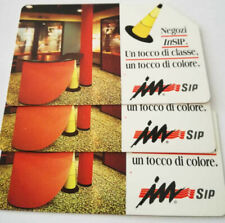 Negozi
InSIP.
Un tocco di classe,
un tocco di colore.
in SIP
un tocco di colore.
in SIP
un tocco di colore.
in SIP